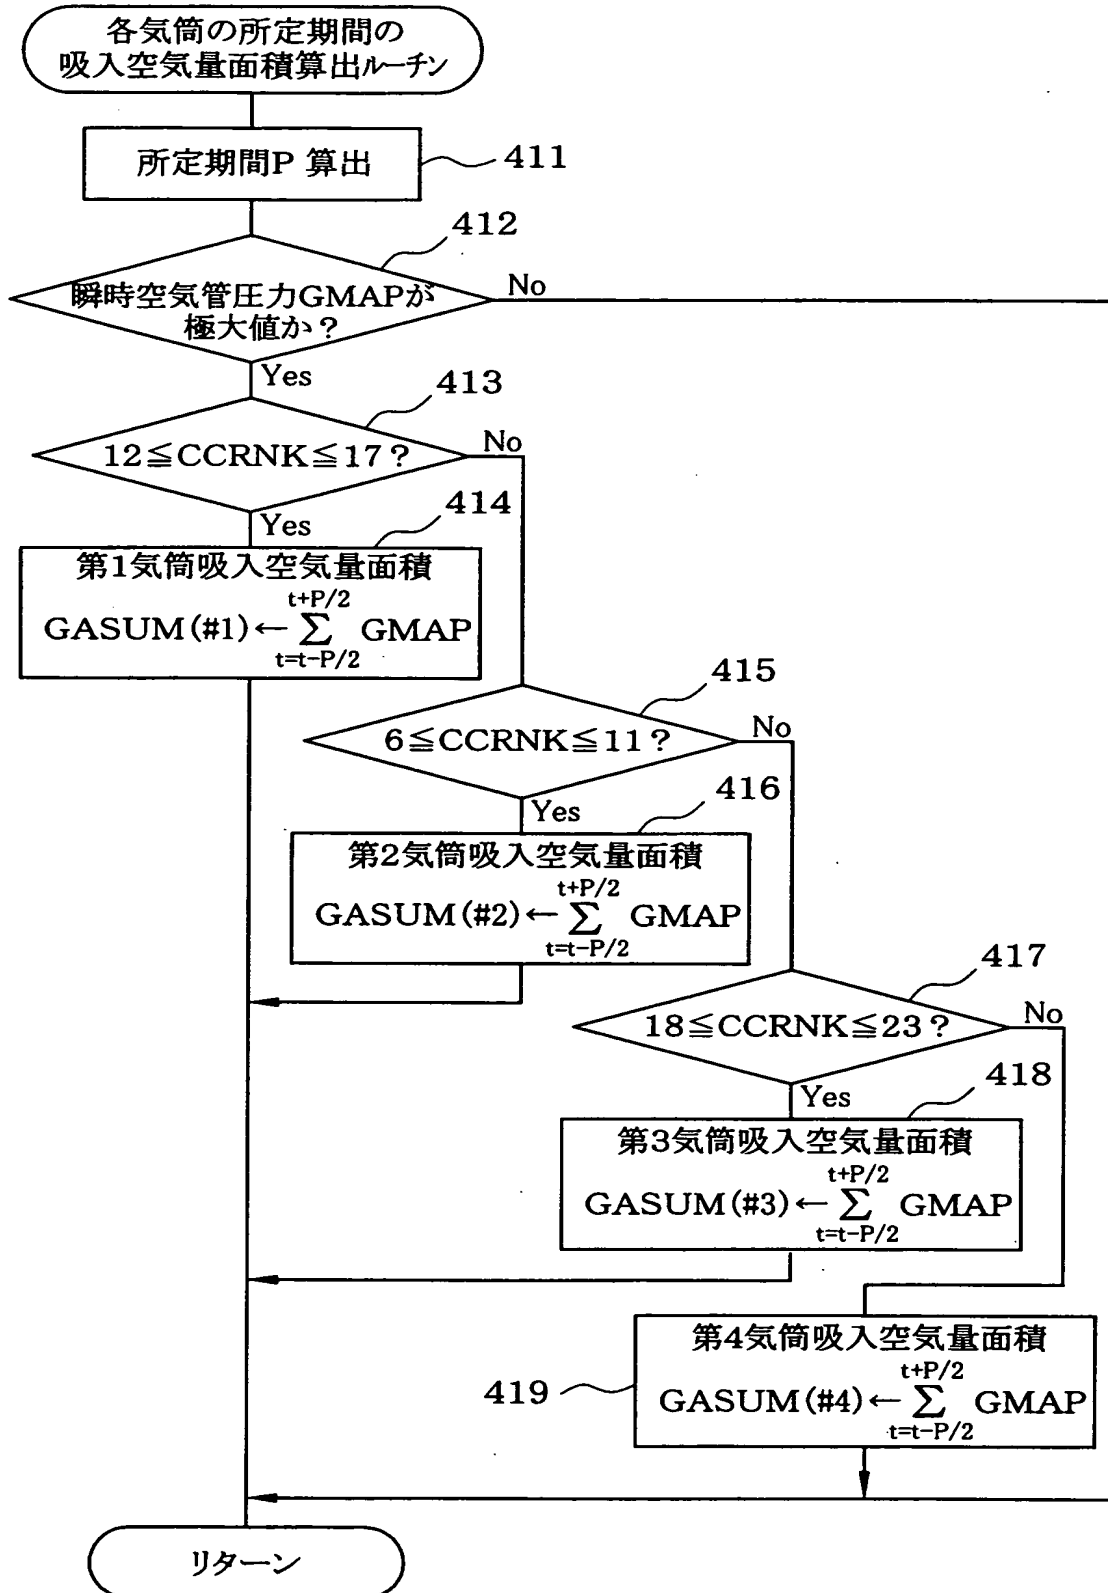 各気筒の所定期間の
吸入空気量面積算出ルーチン
所定期間P 算出
411
412
瞬時空気管圧力GMAPが
極大値か？
No
Yes
413
12≦CCRNK≦17？
No
Yes
414
第1気筒吸入空気量面積
t+P/2
GASUM(#1)←∑ GMAP
t=t-P/2
415
6≦CCRNK≦11？
No
Yes
416
第2気筒吸入空気量面積
t+P/2
GASUM(#2)←∑ GMAP
t=t-P/2
417
18≦CCRNK≦23？
No
Yes
418
第3気筒吸入空気量面積
t+P/2
GASUM(#3)←∑ GMAP
t=t-P/2
第4気筒吸入空気量面積
t+P/2
419
GASUM(#4)←∑ GMAP
t=t-P/2
リターン